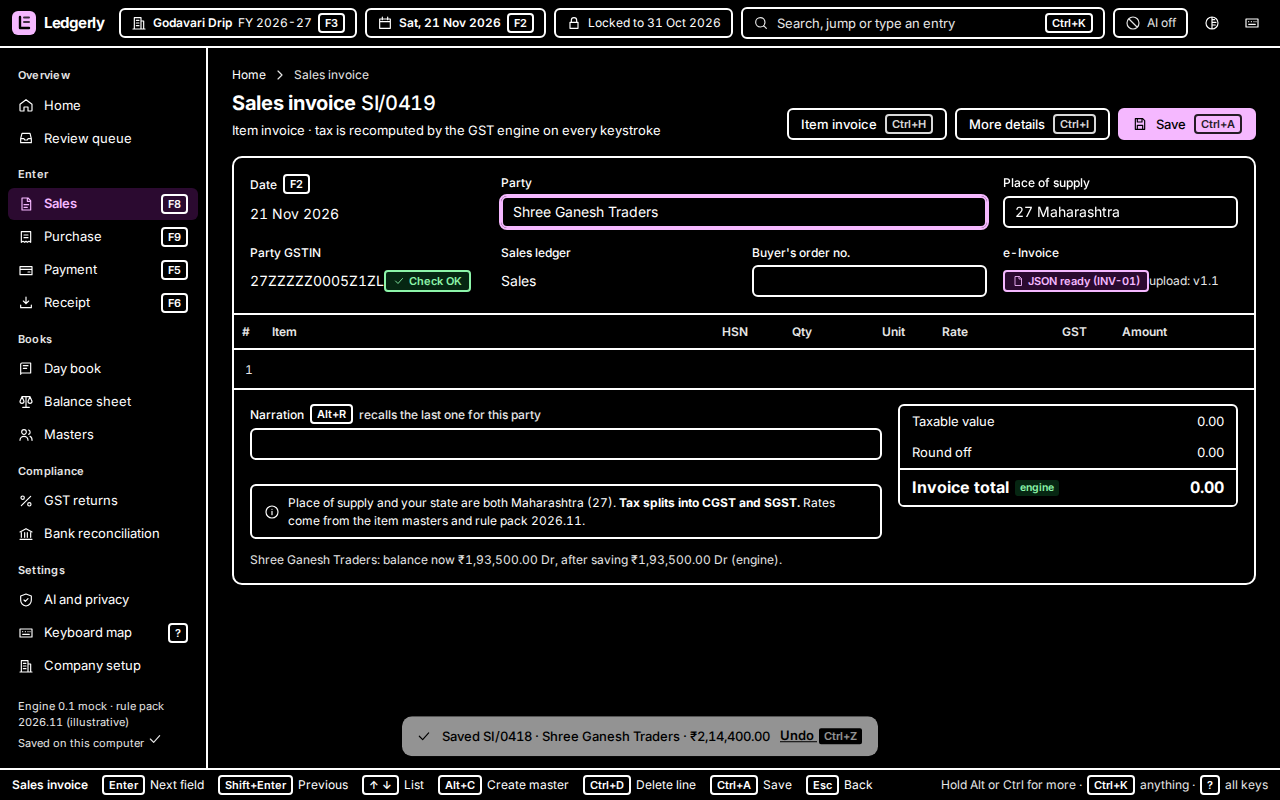 Ledgerly
Godavari Drip FY 2026-27 F3
Sat, 21 Nov 2026 F2
Locked to 31 Oct 2026
Search, jump or type an entry Ctrl+K
AI off
Overview
Home
Review queue
Enter
Sales F8
Purchase F9
Payment F5
Receipt F6
Books
Day book
Balance sheet
Masters
Compliance
GST returns
Bank reconciliation
Settings
AI and privacy
Keyboard map ?
Company setup
Engine 0.1 mock · rule pack
2026.11 (illustrative)
Saved on this computer
Home Sales invoice
Sales invoice SI/0419
Item invoice · tax is recomputed by the GST engine on every keystroke
Item invoice Ctrl+H
More details Ctrl+I
Save Ctrl+A
Date F2
21 Nov 2026
Party
Shree Ganesh Traders
Place of supply
27 Maharashtra
Party GSTIN
27ZZZZZ0005Z1ZL Check OK
Sales ledger
Sales
Buyer's order no.
e-Invoice
JSON ready (INV-01) upload: v1.1
# Item HSN Qty Unit Rate GST Amount
1
Narration Alt+R recalls the last one for this party
Place of supply and your state are both Maharashtra (27). Tax splits into CGST and SGST. Rates
come from the item masters and rule pack 2026.11.
Shree Ganesh Traders: balance now ₹1,93,500.00 Dr, after saving ₹1,93,500.00 Dr (engine).
Taxable value 0.00
Round off 0.00
Invoice total engine 0.00
Saved SI/0418 · Shree Ganesh Traders · ₹2,14,400.00 Undo Ctrl+Z
Sales invoice Enter Next field Shift+Enter Previous ↑ ↓ List Alt+C Create master Ctrl+D Delete line Ctrl+A Save Esc Back Hold Alt or Ctrl for more · Ctrl+K anything · ? all keys